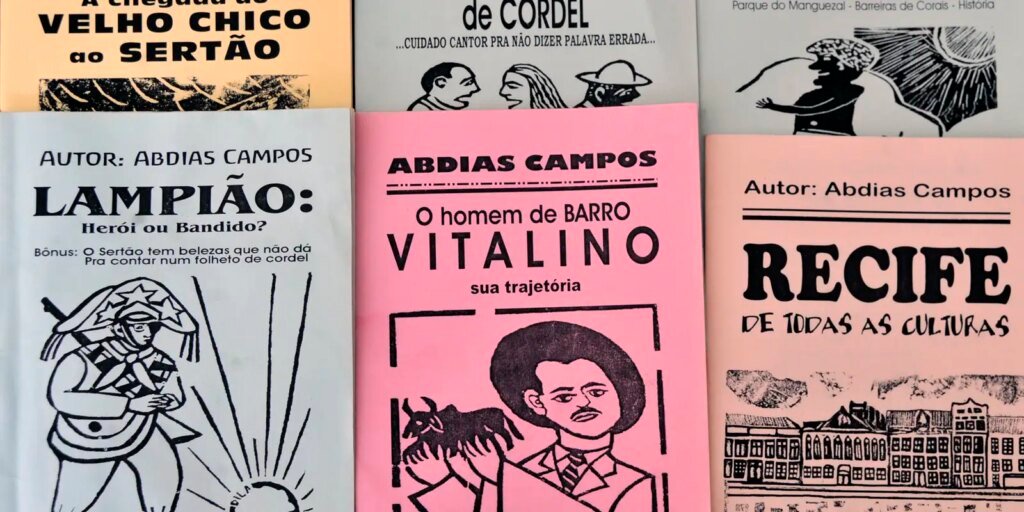 A chegada do
VELHO CHICO
ao SERTÃO
de CORDEL
...CUIDADO CANTOR PRA NÃO DIZER PALAVRA ERRADA...
Parque do Manguezal - Barreiras de Corais - História
AUTOR: ABDIAS CAMPOS
LAMPIÃO:
Herói ou Bandido?
Bônus: O Sertão tem belezas que não dá
Pra contar num folheto de cordel
ABDIAS CAMPOS
O homem de BARRO
VITALINO
sua trajetória
Autor: Abdias Campos
RECIFE
DE TODAS AS CULTURAS